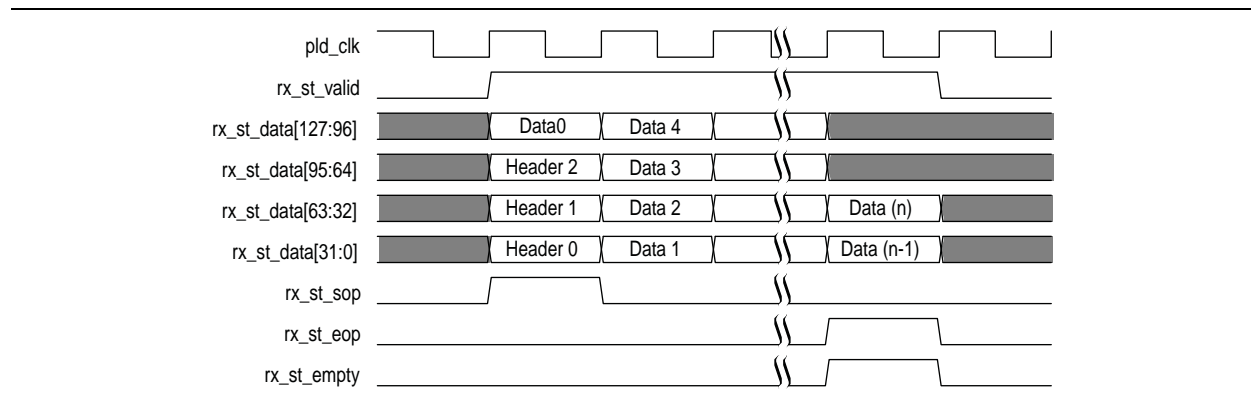 pld_clk
rx_st_valid
rx_st_data[127:96] Data0 Data 4
rx_st_data[95:64] Header 2 Data 3
rx_st_data[63:32] Header 1 Data 2 Data (n)
rx_st_data[31:0] Header 0 Data 1 Data (n-1)
rx_st_sop
rx_st_eop
rx_st_empty